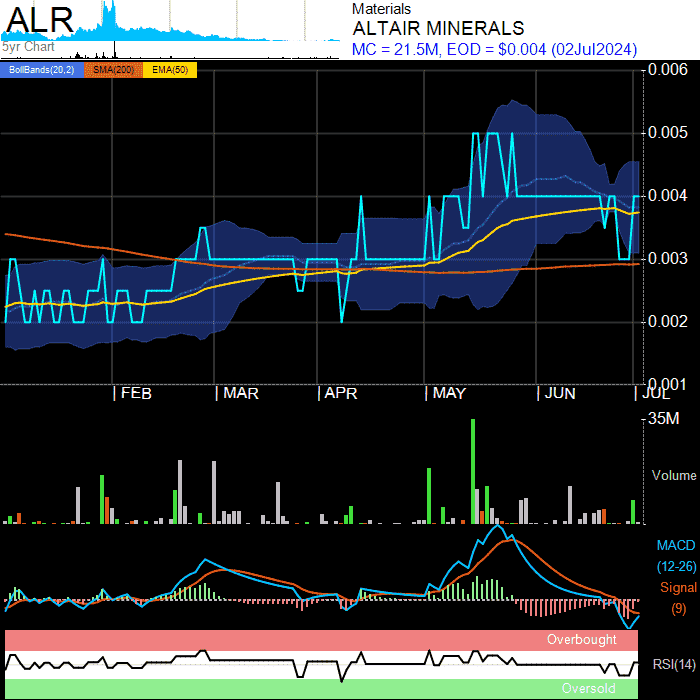 ALR
5yr Chart
Materials
ALTAIR MINERALS
MC = 21.5M, EOD = $0.004 (02Jul2024)
BollBands(20,2) SMA(200) EMA(50)
0.006
0.005
0.004
0.003
0.002
0.001
FEB MAR APR MAY JUN JUL
35M
Volume
MACD
(12-26)
Signal
(9)
Overbought
RSI(14)
Oversold